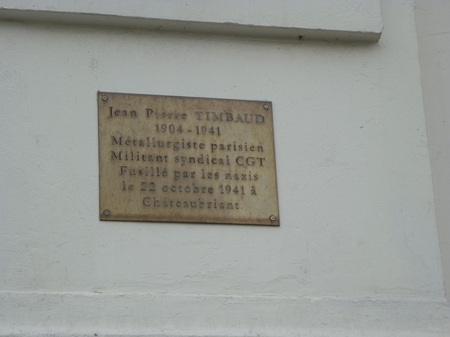 Jean Pierre TIMBAUD
1904-1941
Métallurgiste parisien
Militant syndical CGT
Fusillé par les nazis
le 22 octobre 1941 à
Châteaubriant